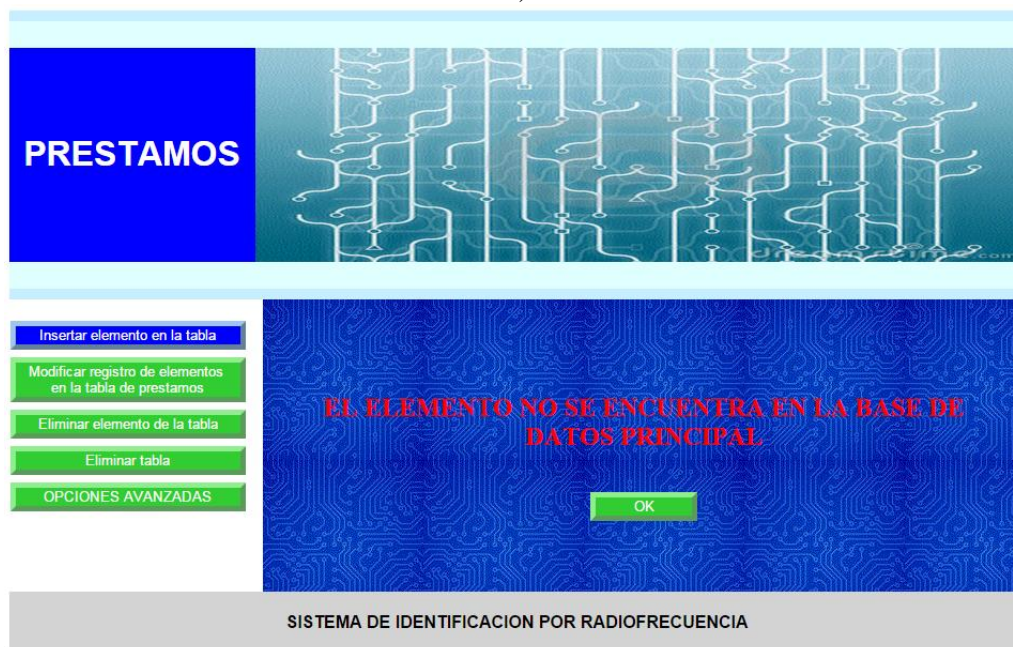 PRESTAMOS
dreamstime.com
Insertar elemento en la tabla
Modificar registro de elementos
en la tabla de prestamos
Eliminar elemento de la tabla
Eliminar tabla
OPCIONES AVANZADAS
EL ELEMENTO NO SE ENCUENTRA EN LA BASE DE
DATOS PRINCIPAL
OK
SISTEMA DE IDENTIFICACION POR RADIOFRECUENCIA